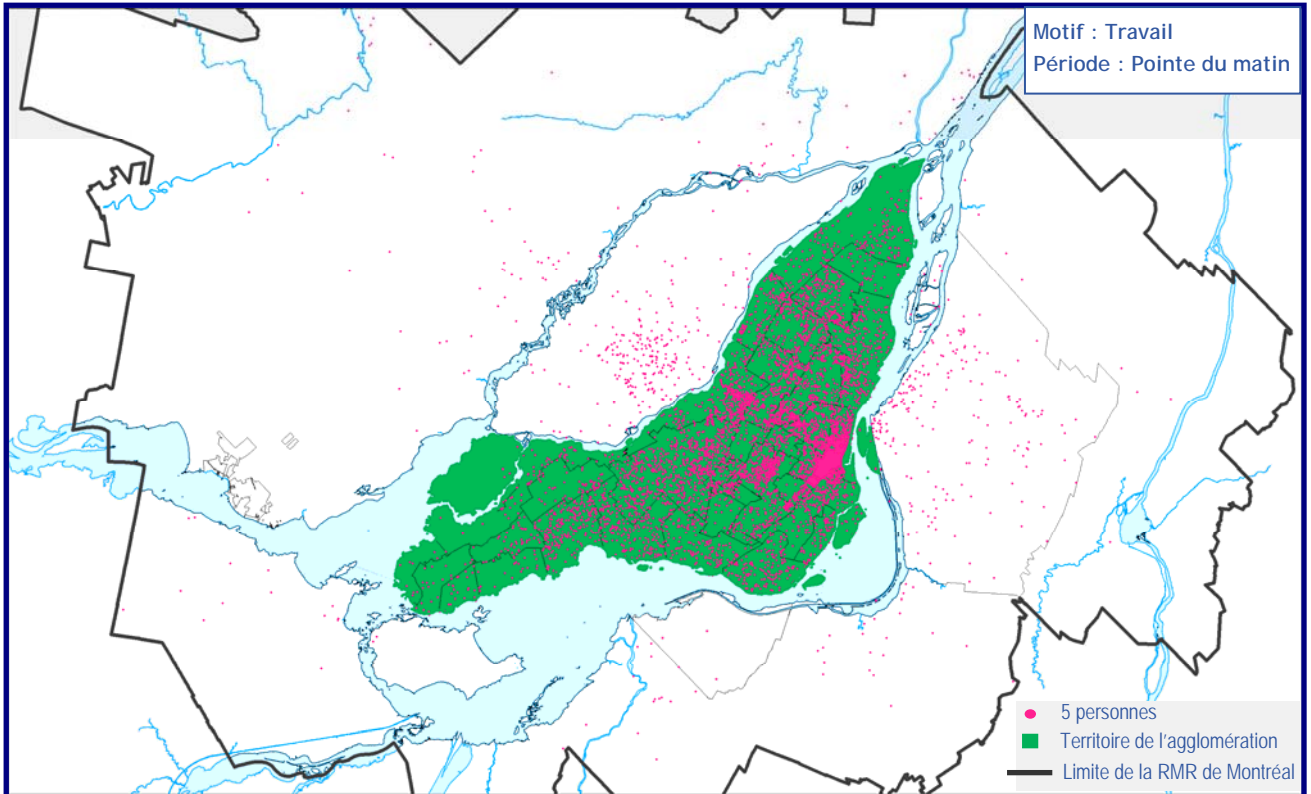 Motif : Travail
Période : Pointe du matin
5 personnes
Territoire de l'agglomération
Limite de la RMR de Montréal